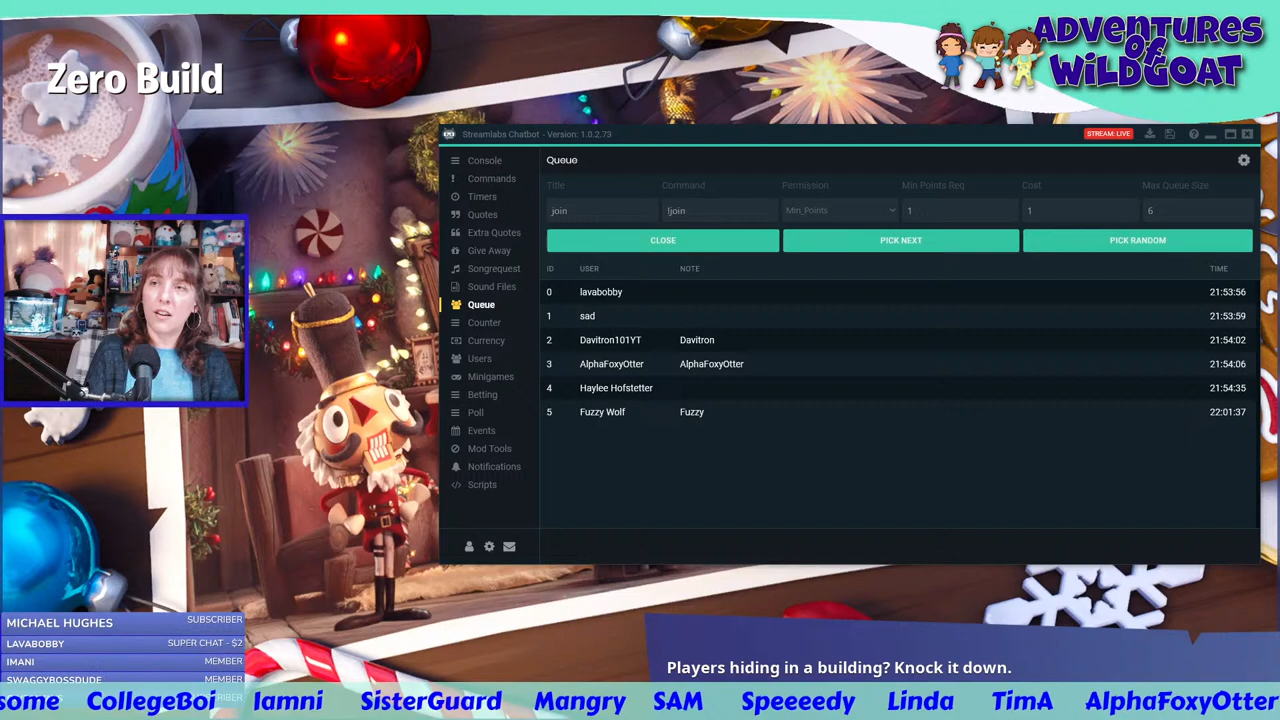 Zero Build
ADVENTURES
OF
WILDGOAT
Streamlabs Chatbot - Version: 1.0.2.73
STREAM: LIVE
Console
Commands
Timers
Quotes
Extra Quotes
Give Away
Songrequest
Sound Files
Queue
Counter
Currency
Users
Minigames
Betting
Poll
Events
Mod Tools
Notifications
Scripts
Queue
Title Command Permission Min Points Req Cost Max Queue Size
join !join Min_Points 1 1 6
CLOSE PICK NEXT PICK RANDOM
ID USER NOTE TIME
0 lavabobby 21:53:56
1 sad 21:53:59
2 Davitron101YT Davitron 21:54:02
3 AlphaFoxyOtter AlphaFoxyOtter 21:54:06
4 Haylee Hofstetter 21:54:35
5 Fuzzy Wolf Fuzzy 22:01:37
MICHAEL HUGHES SUBSCRIBER
LAVABOBBY SUPER CHAT - $2
IMANI MEMBER
SWAGGYBOSSDUDE MEMBER
Players hiding in a building? Knock it down.
some CollegeBoi Iamni SisterGuard Mangry SAM Speeeedy Linda TimA AlphaFoxyOtter